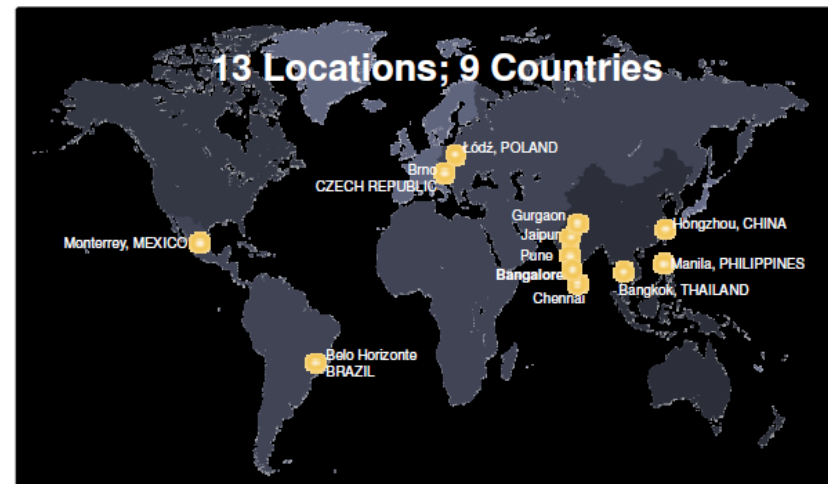 13 Locations; 9 Countries
Łódź, POLAND
Brno
CZECH REPUBLIC
Gurgaon
Hongzhou, CHINA
Jaipur
Monterrey, MEXICO
Pune
Manila, PHILIPPINES
Bangalore
Bangkok, THAILAND
Chennai
Belo Horizonte
BRAZIL